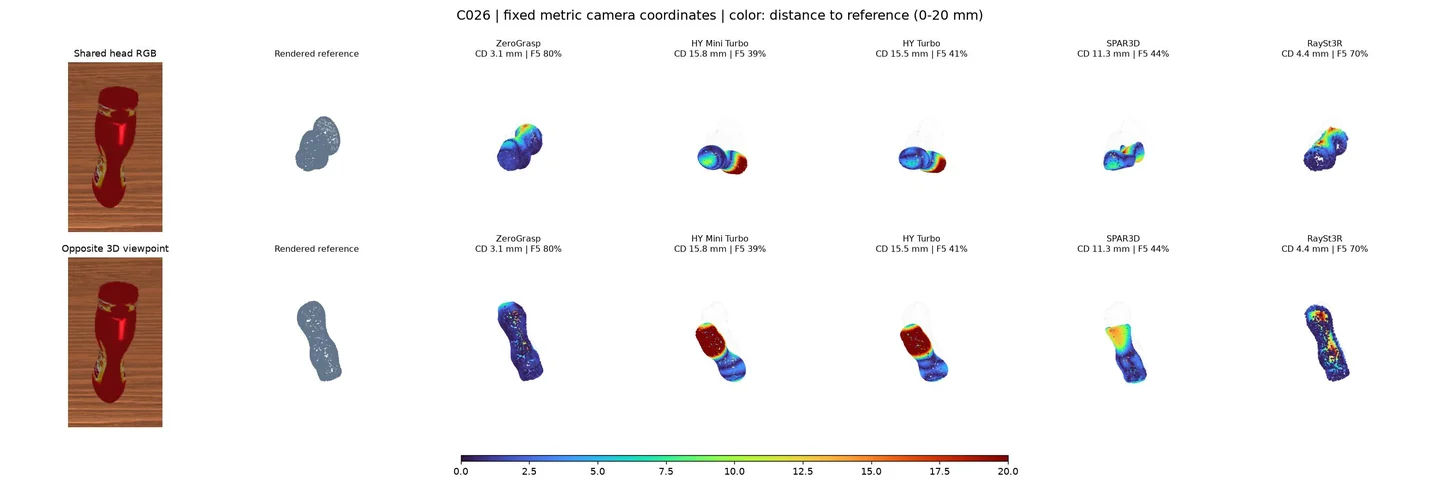 C026 | fixed metric camera coordinates | color: distance to reference (0-20 mm)
Shared head RGB
Rendered reference
ZeroGrasp
CD 3.1 mm | F5 80%
HY Mini Turbo
CD 15.8 mm | F5 39%
HY Turbo
CD 15.5 mm | F5 41%
SPAR3D
CD 11.3 mm | F5 44%
RaySt3R
CD 4.4 mm | F5 70%
Opposite 3D viewpoint
Rendered reference
ZeroGrasp
CD 3.1 mm | F5 80%
HY Mini Turbo
CD 15.8 mm | F5 39%
HY Turbo
CD 15.5 mm | F5 41%
SPAR3D
CD 11.3 mm | F5 44%
RaySt3R
CD 4.4 mm | F5 70%
0.0 2.5 5.0 7.5 10.0 12.5 15.0 17.5 20.0